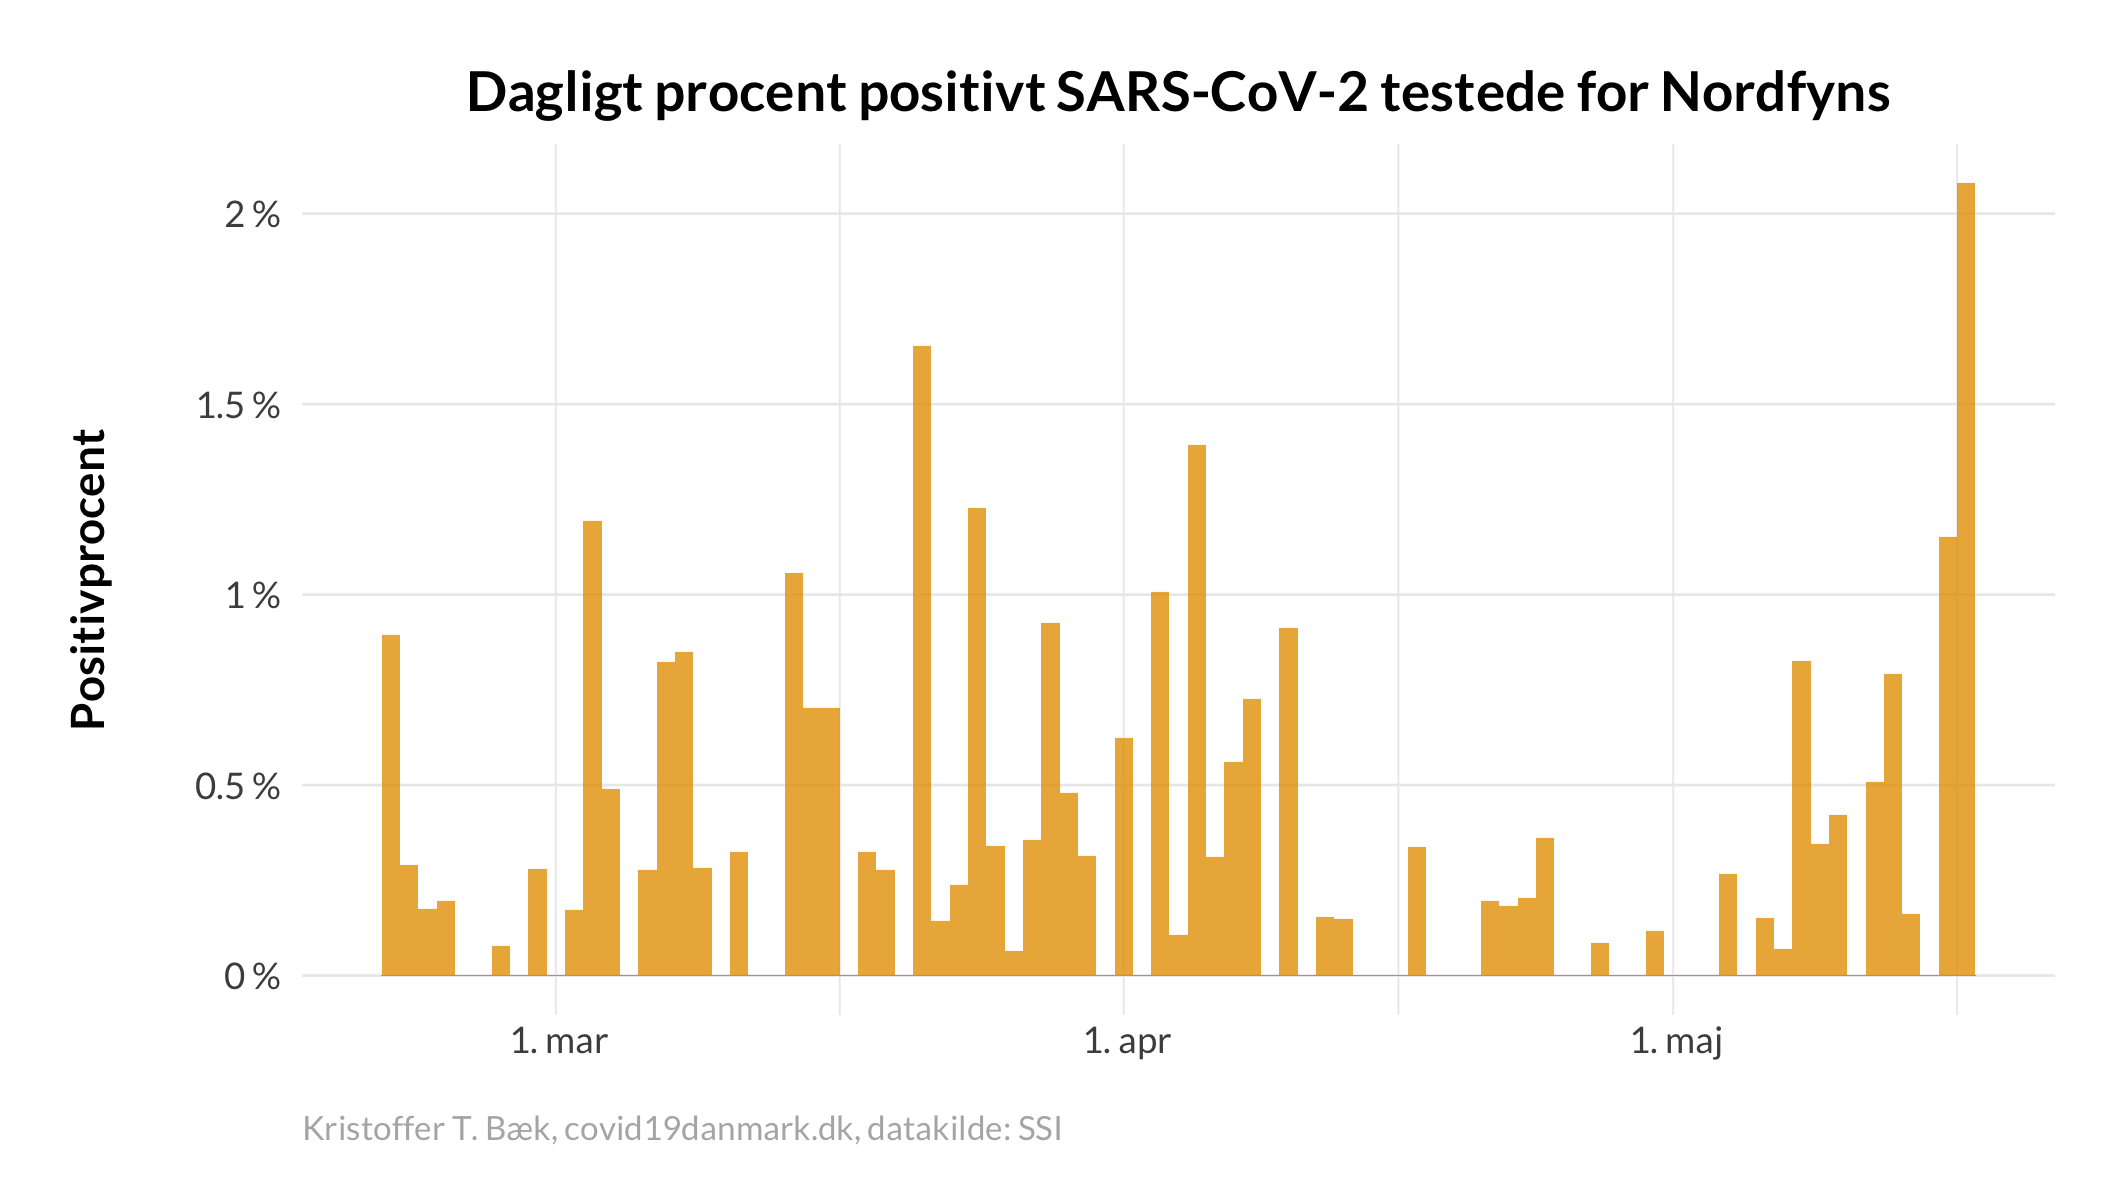 Dagligt procent positivt SARS-CoV-2 testede for Nordfyns
Positivprocent
2 %
1.5 %
1 %
0.5 %
0 %
1. mar
1. apr
1. maj
Kristoffer T. Bæk, covid19danmark.dk, datakilde: SSI